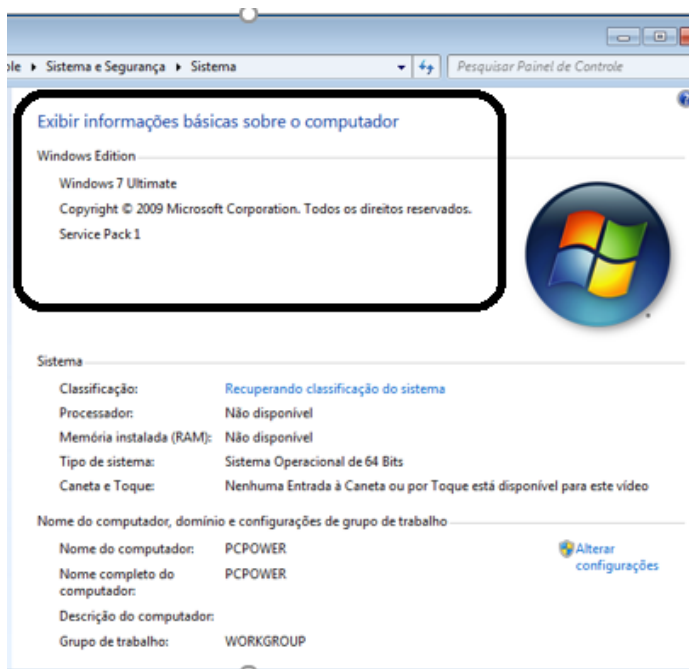 Sistema e Segurança Sistema
Pesquisar Painel de Controle
Exibir informações básicas sobre o computador
Windows Edition
Windows 7 Ultimate
Copyright © 2009 Microsoft Corporation. Todos os direitos reservados.
Service Pack 1
Sistema
Classificação: Recuperando classificação do sistema
Processador: Não disponível
Memória instalada (RAM): Não disponível
Tipo de sistema: Sistema Operacional de 64 Bits
Caneta e Toque: Nenhuma Entrada à Caneta ou por Toque está disponível para este vídeo
Nome do computador, domínio e configurações de grupo de trabalho
Nome do computador: PCPOWER
Alterar
configurações
Nome completo do
computador:
PCPOWER
Descrição do computador:
Grupo de trabalho: WORKGROUP